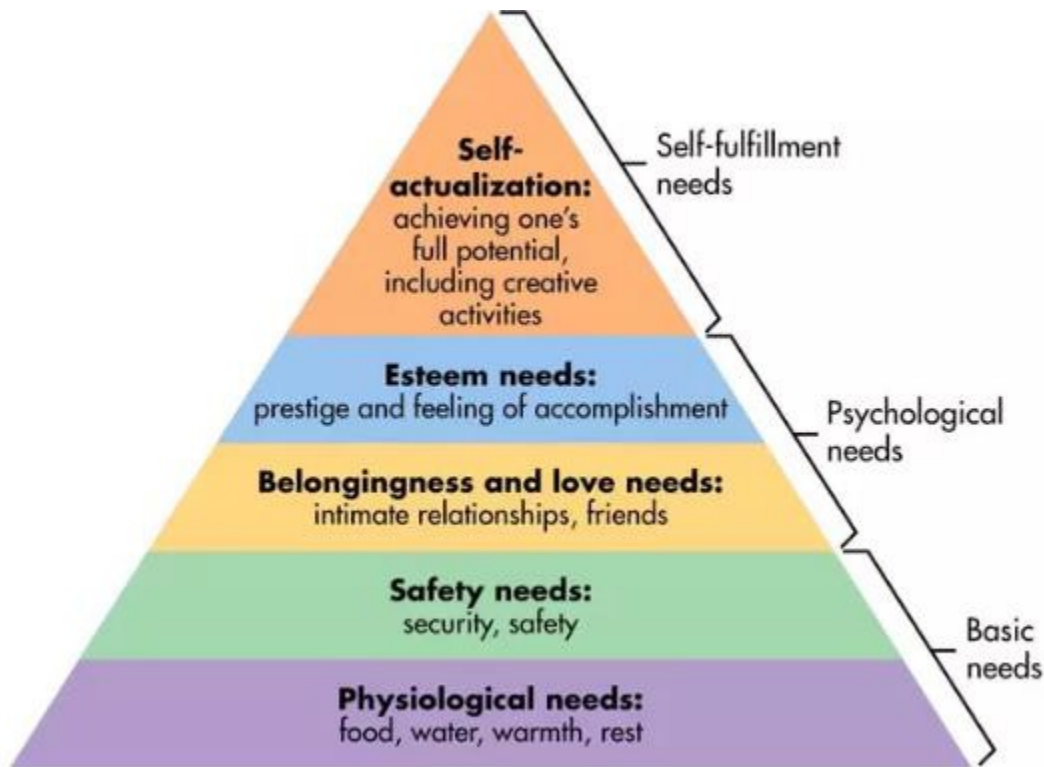 Self-
actualization:
achieving one's
full potential,
including creative
activities
Self-fulfillment
needs
Esteem needs:
prestige and feeling of accomplishment
Psychological
needs
Belongingness and love needs:
intimate relationships, friends
Safety needs:
security, safety
Basic
needs
Physiological needs:
food, water, warmth, rest